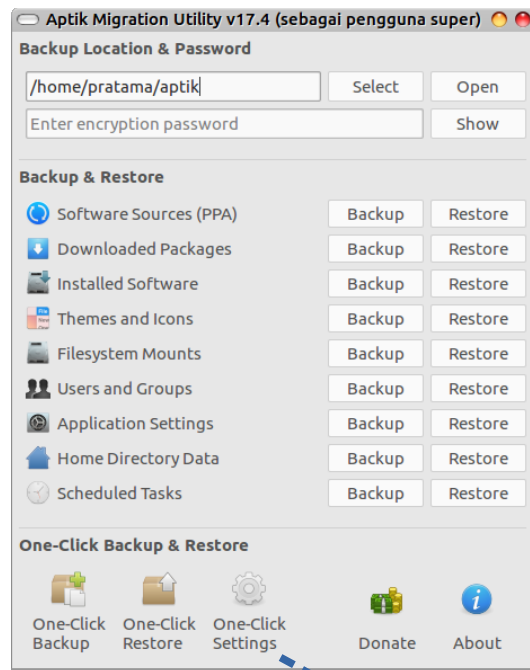 Aptik Migration Utility v17.4 (sebagai pengguna super)
Backup Location & Password
/home/pratama/aptik Select Open
Enter encryption password Show
Backup & Restore
Software Sources (PPA) Backup Restore
Downloaded Packages Backup Restore
Installed Software Backup Restore
Themes and Icons Backup Restore
Filesystem Mounts Backup Restore
Users and Groups Backup Restore
Application Settings Backup Restore
Home Directory Data Backup Restore
Scheduled Tasks Backup Restore
One-Click Backup & Restore
One-Click One-Click One-Click
Backup Restore Settings Donate About